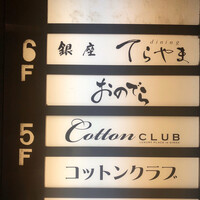 6F
銀座 dining てらやま
おのでら
5F
Cotton CLUB
コットンクラブ